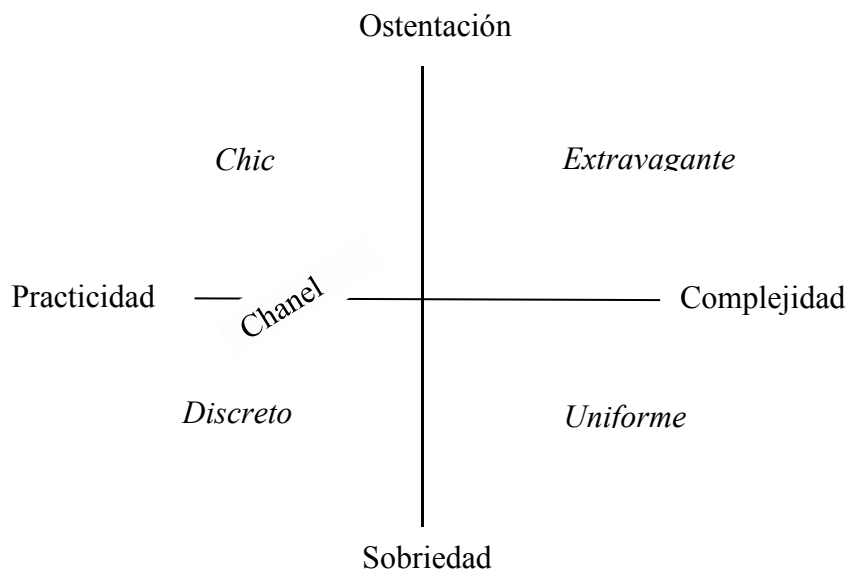 Ostentación
Chic
Extravagante
Practicidad
Chanel
Complejidad
Discreto
Uniforme
Sobriedad